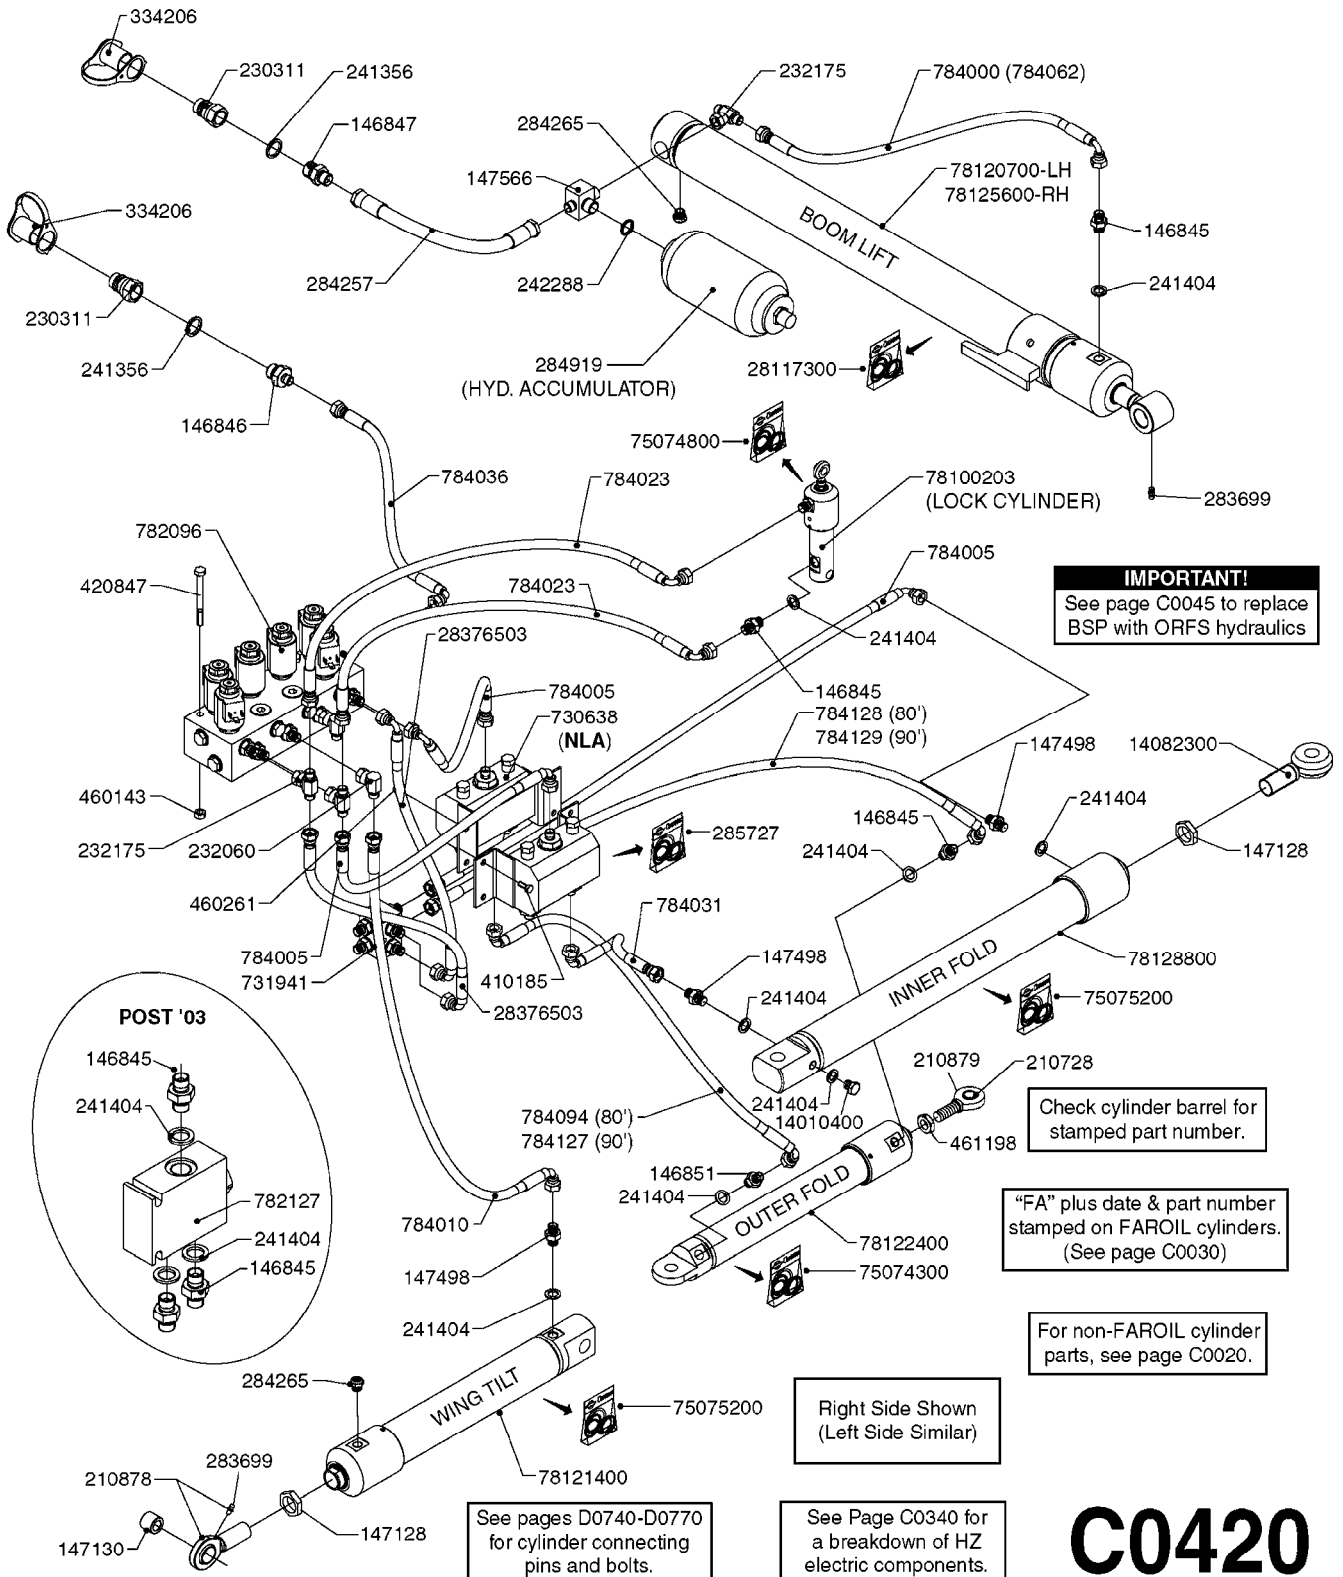 334206
230311
241356
232175
784000 (784062)
146847
284265
147566
78120700-LH
78125600-RH
334206
BOOM LIFT
146845
284257
242288
241404
230311
241356
284919
(HYD. ACCUMULATOR)
28117300
146846
75074800
784036
784023
78100203
(LOCK CYLINDER)
283699
782096
784005
420847
784023
IMPORTANT!
See page C0045 to replace
BSP with ORFS hydraulics
28376503
241404
784005
146845
730638
(NLA)
784128 (80')
784129 (90')
147498
14082300
460143
241404
232175
232060
285727
146845
241404
147128
460261
784031
784005
731941
410185
147498
INNER FOLD
78128800
28376503
241404
75075200
POST '03
146845
210879
210728
241404
784094 (80')
784127 (90')
241404
14010400
Check cylinder barrel for
stamped part number.
461198
146851
241404
OUTER FOLD
782127
784010
"FA" plus date & part number
stamped on FAROIL cylinders.
(See page C0030)
241404
78122400
146845
147498
75074300
241404
For non-FAROIL cylinder
parts, see page C0020.
284265
WING TILT
75075200
Right Side Shown
(Left Side Similar)
283699
210878
78121400
147128
147130
See pages D0740-D0770
for cylinder connecting
pins and bolts.
See Page C0340 for
a breakdown of HZ
electric components.
C0420